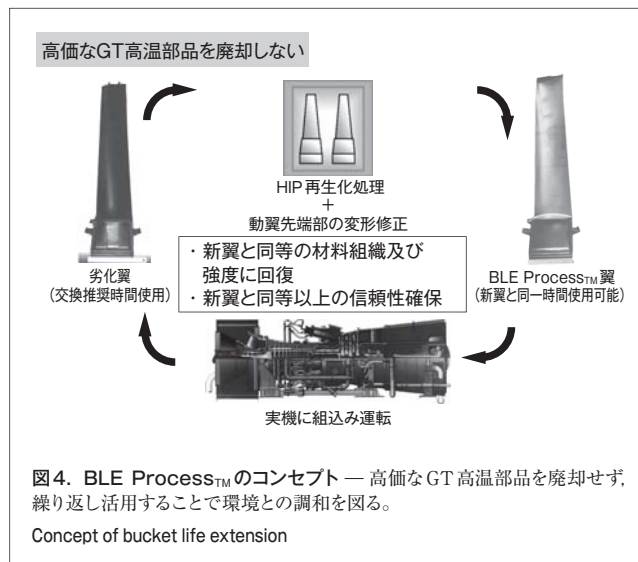 高価なGT高温部品を廃却しない
HIP再生化処理
+
動翼先端部の変形修正
・新翼と同等の材料組織及び
強度に回復
・新翼と同等以上の信頼性確保
劣化翼
(交換推奨時間使用)
BLE Process™翼
(新翼と同一時間使用可能)
実機に組込み運転
図4. BLE Process™のコンセプト — 高価なGT高温部品を廃却せず,
繰り返し活用することで環境との調和を図る。
Concept of bucket life extension